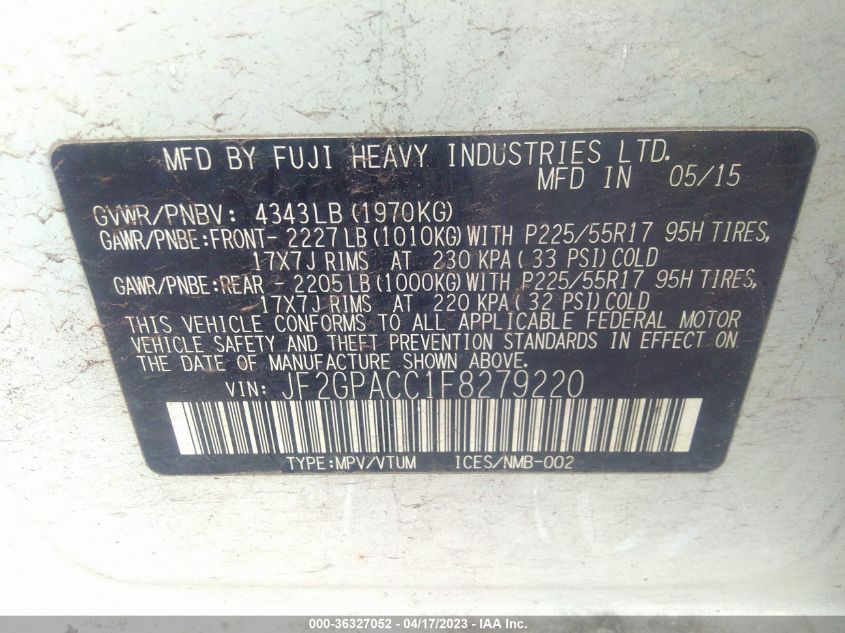 MFD BY FUJI HEAVY INDUSTRIES LTD.
MFD IN 05/15
GVWR/PNBV: 4343LB (1970KG)
GAWR/PNBE:FRONT- 2227LB (1010KG) WITH P225/55R17 95H TIRES,
17X7J RIMS AT 230 KPA ( 33 PSI) COLD
GAWR/PNBE:REAR - 2205LB (1000KG) WITH P225/55R17 95H TIRES,
17X7J RIMS AT 220 KPA ( 32 PSI) COLD
THIS VEHICLE CONFORMS TO ALL APPLICABLE FEDERAL MOTOR
VEHICLE SAFETY AND THEFT PREVENTION STANDARDS IN EFFECT ON
THE DATE OF MANUFACTURE SHOWN ABOVE.
VIN: JF2GPACC1F8279220
TYPE:MPV/VTUM ICES/NMB-002
000-36327052 - 04/17/2023 - IAA Inc.